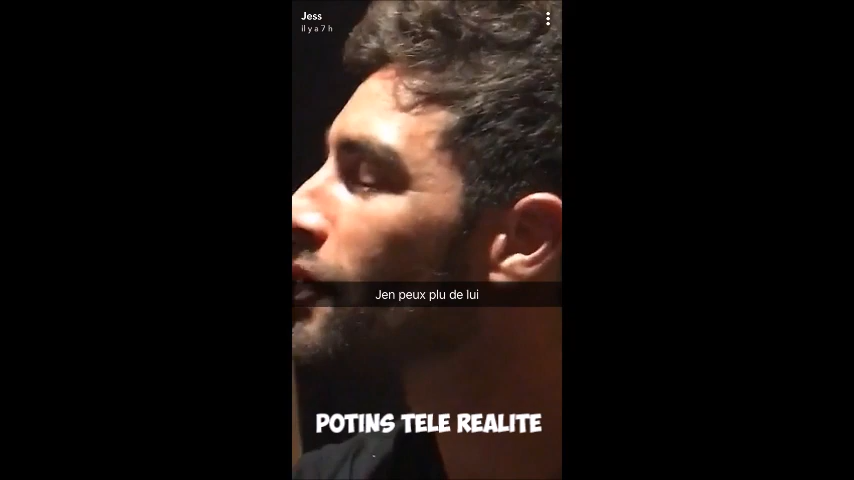 Jess
il y a 7 h
Jen peux plu de lui
POTINS TELE REALITE